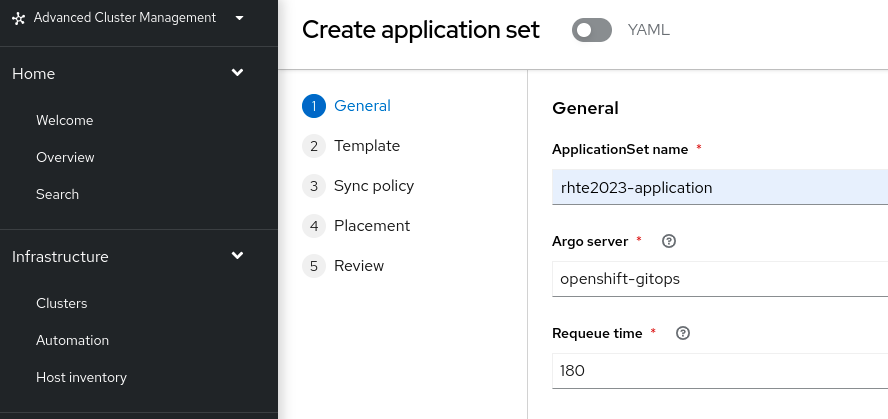 Advanced Cluster Management
Home
Welcome
Overview
Search
Infrastructure
Clusters
Automation
Host inventory
Create application set
YAML
1 General
2 Template
3 Sync policy
4 Placement
5 Review
General
ApplicationSet name *
rhte2023-application
Argo server *
openshift-gitops
Requeue time *
180